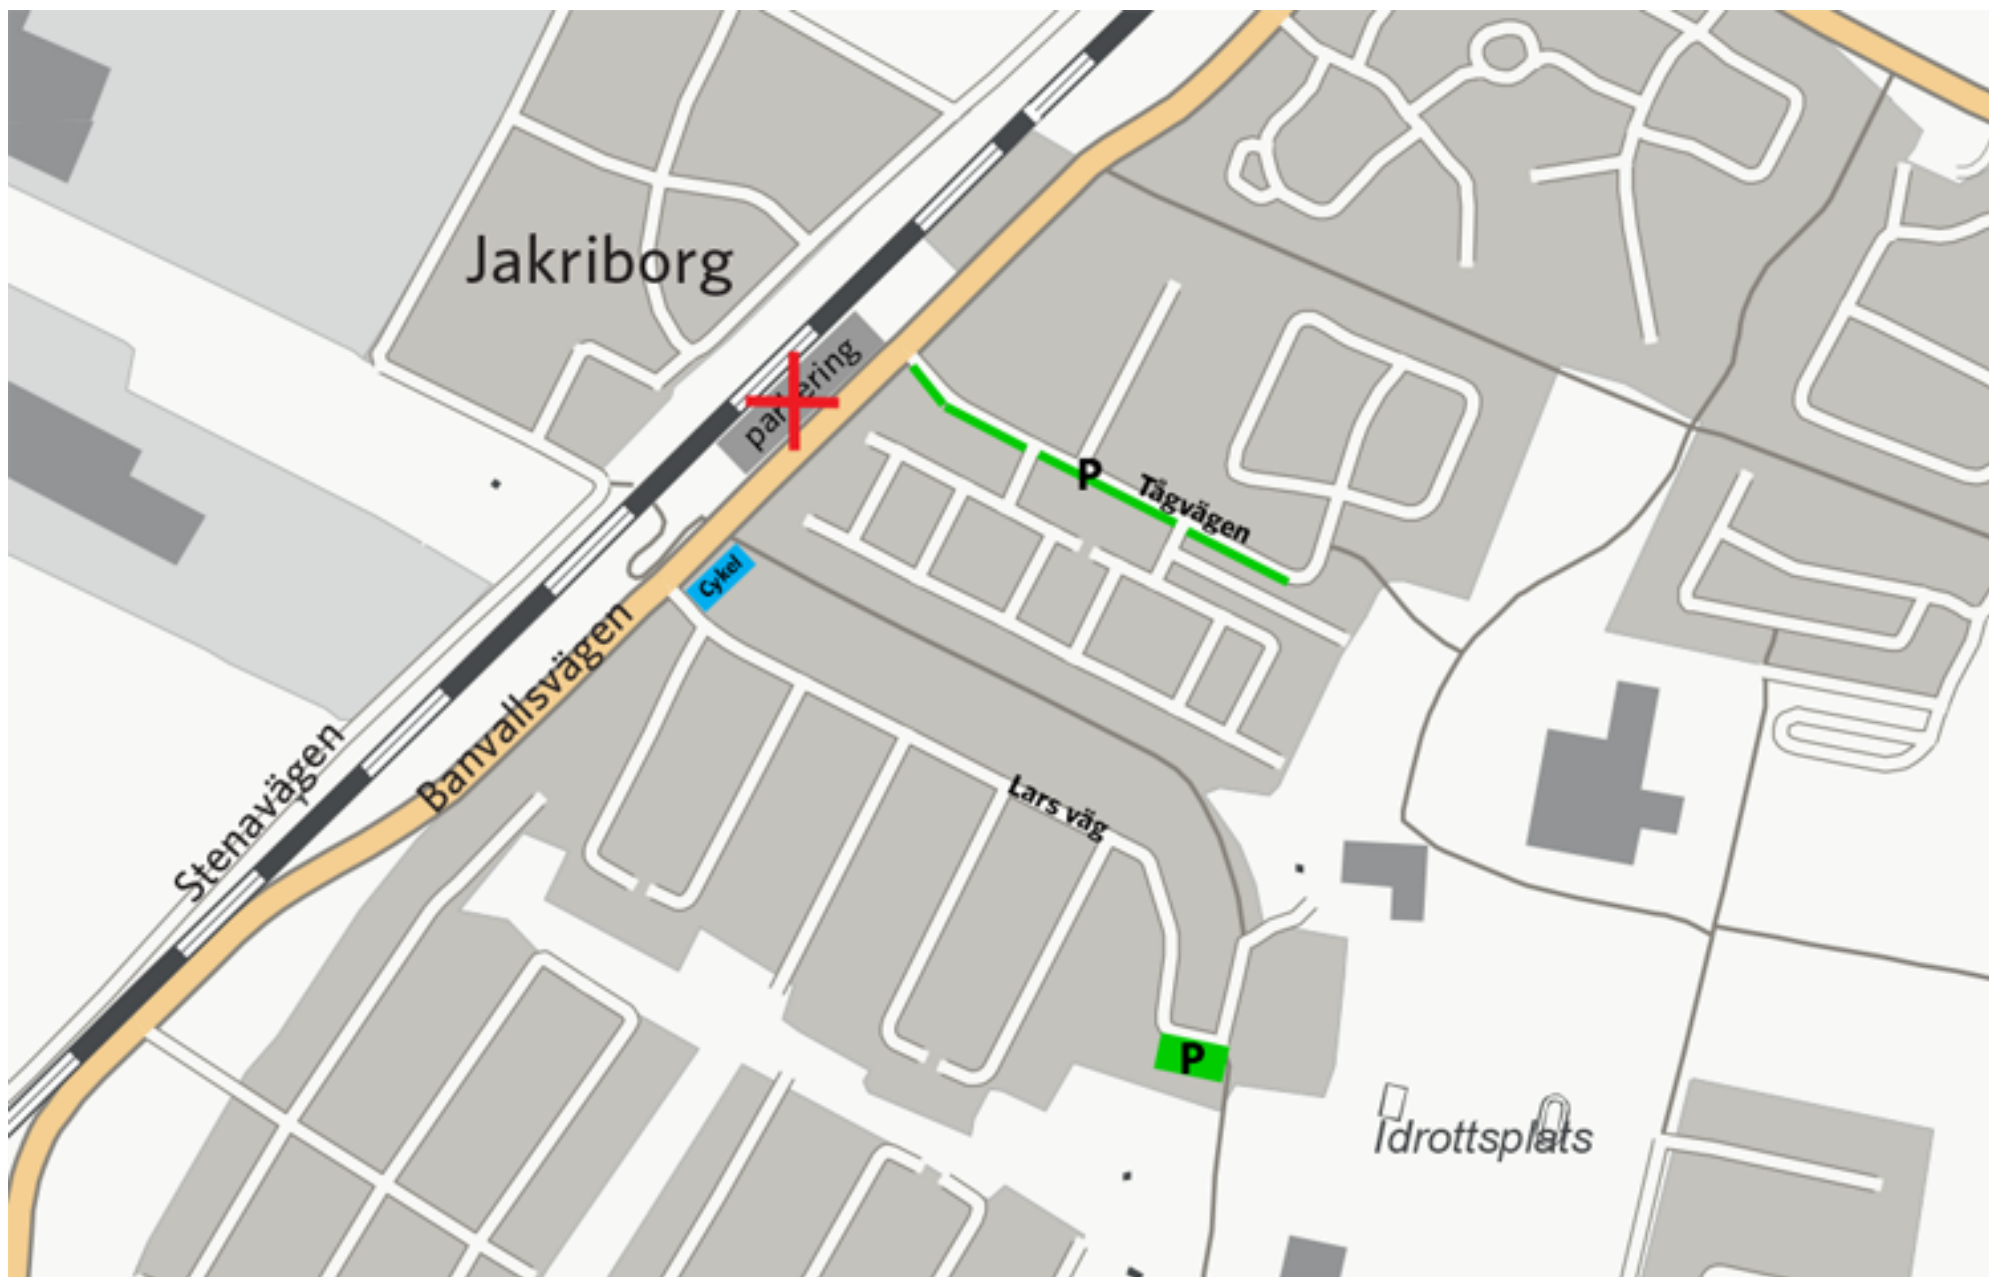 Jakriborg
parkering
P
Tågvägen
Cykel
Banvallsvägen
Stenavägen
Lars väg
P
Idrottsplats